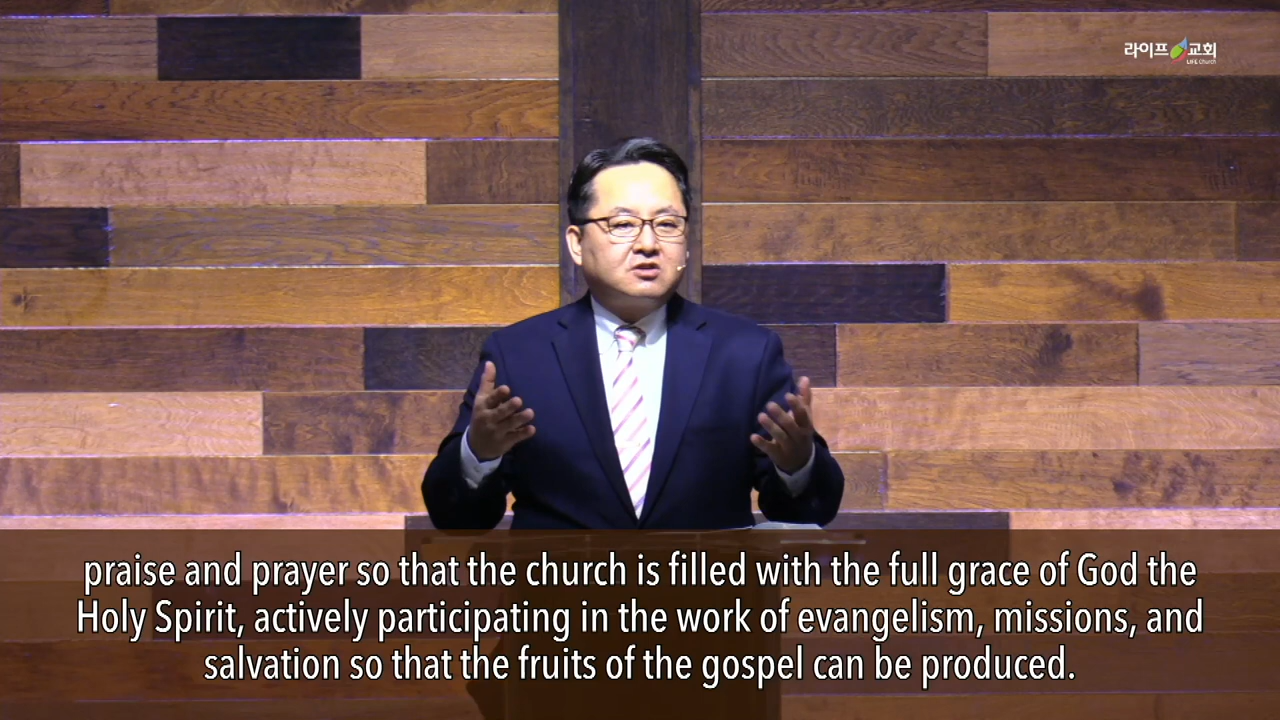 라이프 교회
LIFE Church
praise and prayer so that the church is filled with the full grace of God the
Holy Spirit, actively participating in the work of evangelism, missions, and
salvation so that the fruits of the gospel can be produced.